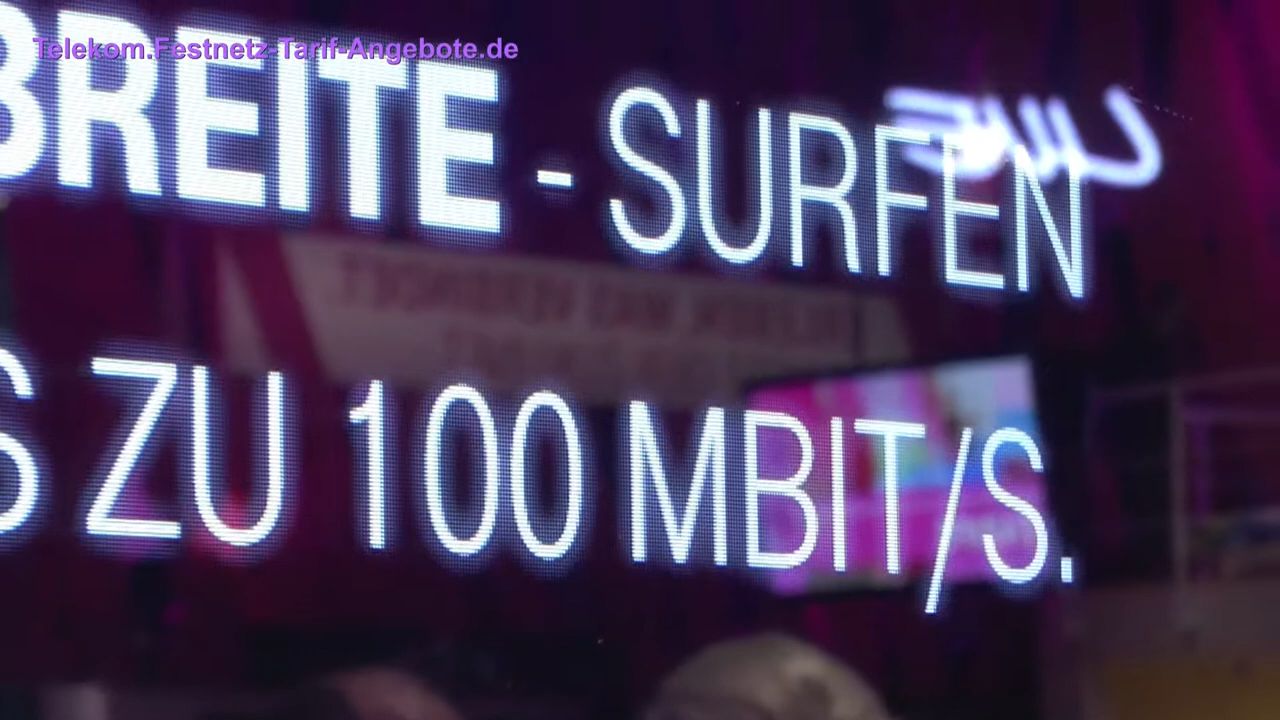 Telekom.Festnetz-Tarif-Angebote.de
BREITE - SURFEN
S ZU 100 MBIT/S.